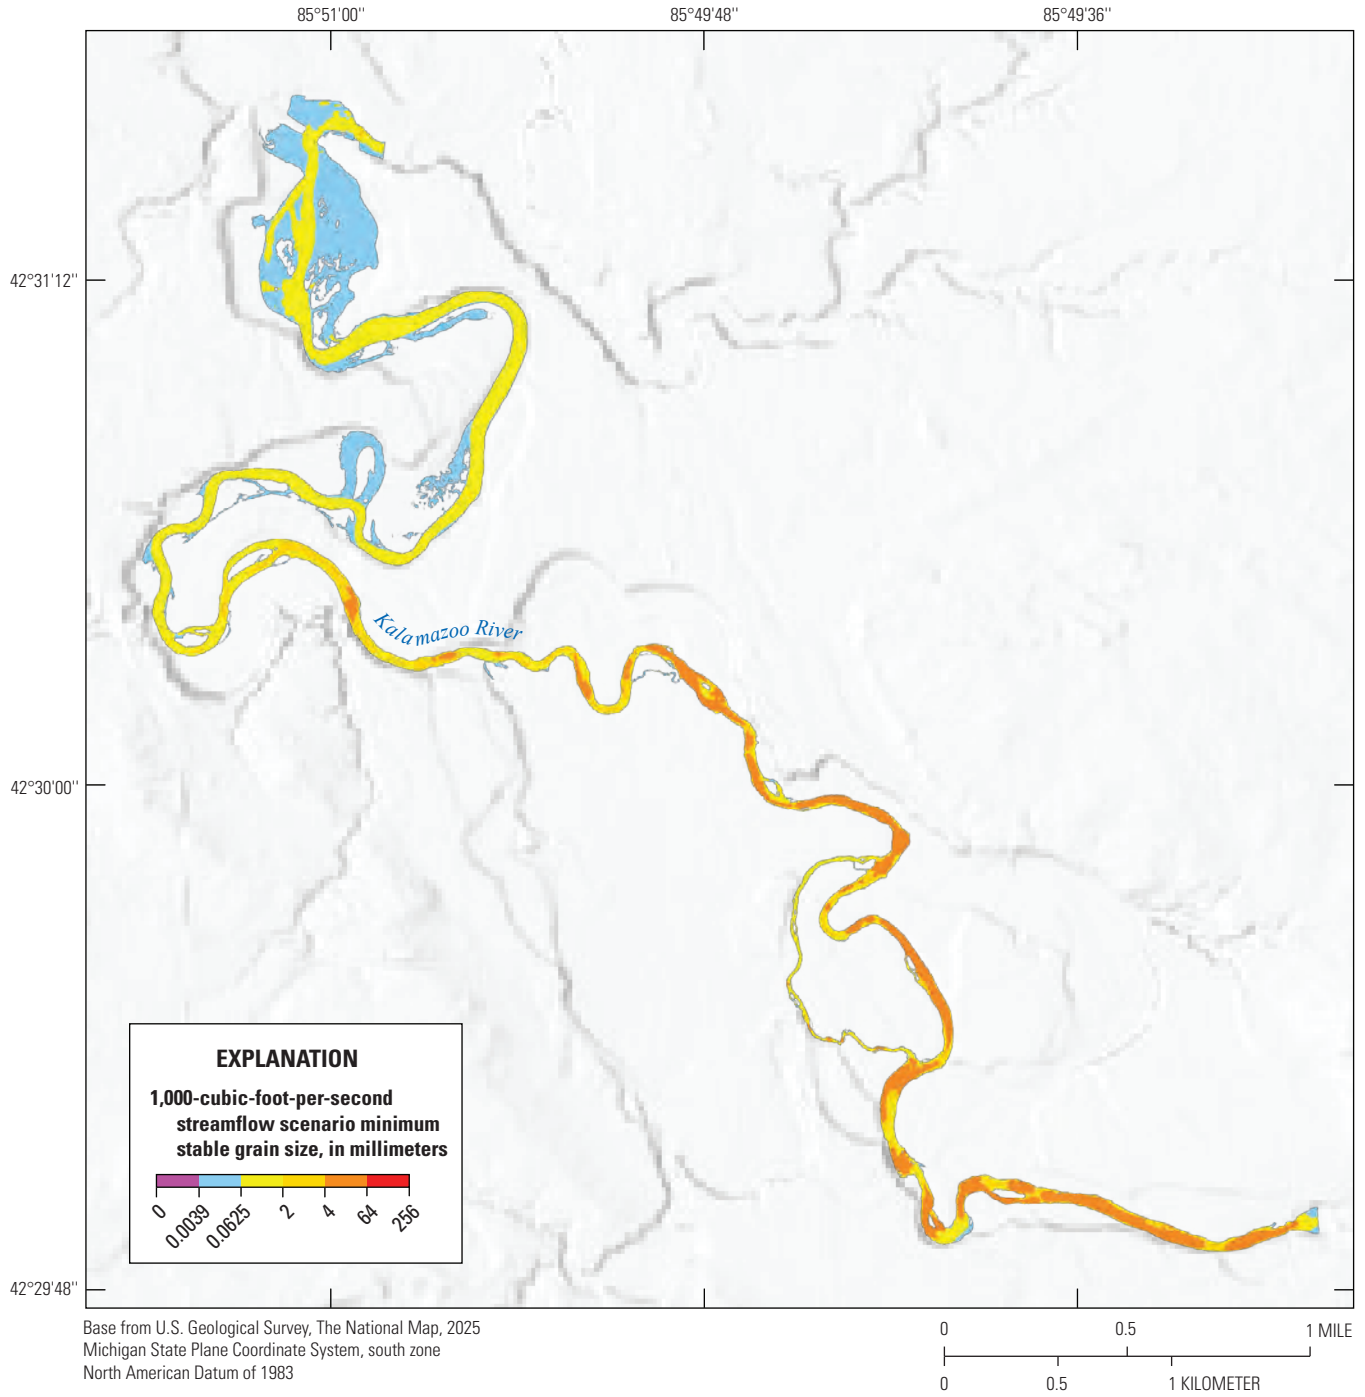 85°51'00" 85°49'48" 85°49'36"
42°31'12"
Kalamazoo River
42°30'00"
EXPLANATION
1,000-cubic-foot-per-second
streamflow scenario minimum
stable grain size, in millimeters
0 0.0039 0.0625 2 4 64 256
42°29'48"
Base from U.S. Geological Survey, The National Map, 2025
Michigan State Plane Coordinate System, south zone
North American Datum of 1983
0 0.5 1 MILE
0 0.5 1 KILOMETER